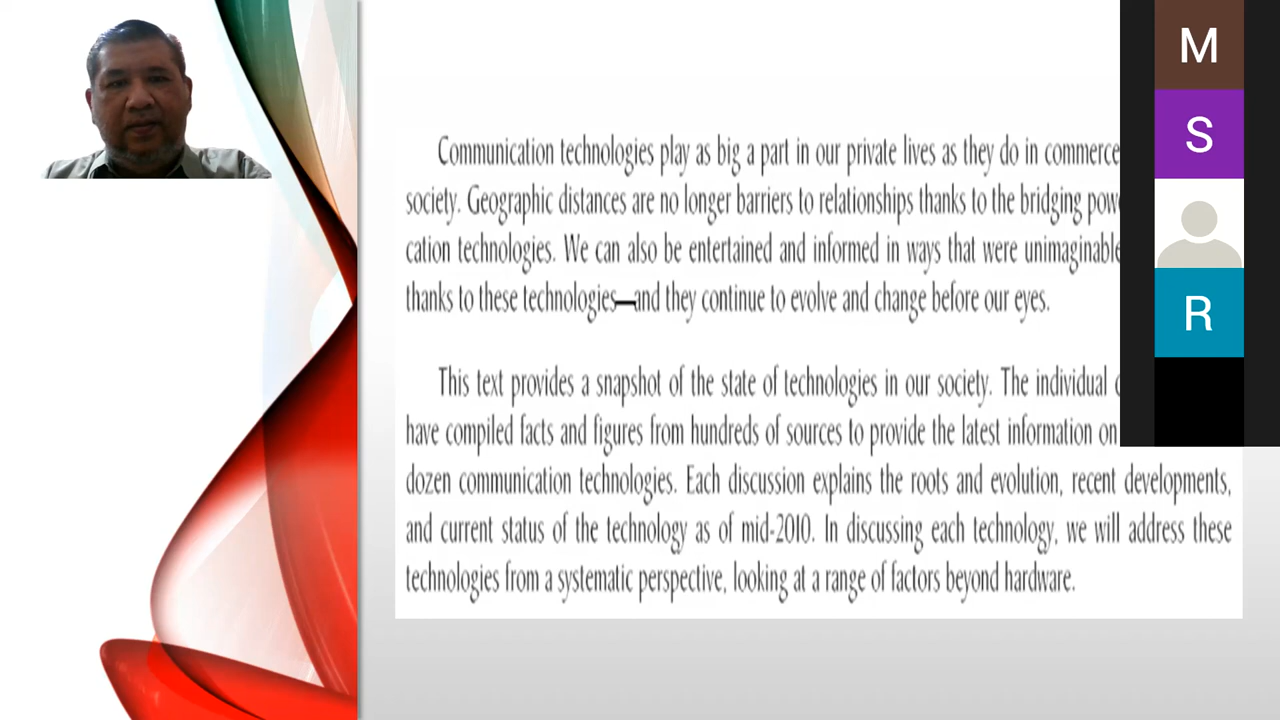 Communication technologies play as big a part in our private lives as they do in commerce
society. Geographic distances are no longer barriers to relationships thanks to the bridging
cation technologies. We can also be entertained and informed in ways that were unimaginable
thanks to these technologies—and they continue to evolve and change before our eyes.
This text provides a snapshot of the state of technologies in our society. The individual
have compiled facts and figures from hundreds of sources to provide the latest information on
dozen communication technologies. Each discussion explains the roots and evolution, recent developments,
and current status of the technology as of mid-2010. In discussing each technology, we will address these
technologies from a systematic perspective, looking at a range of factors beyond hardware.
M
S
R